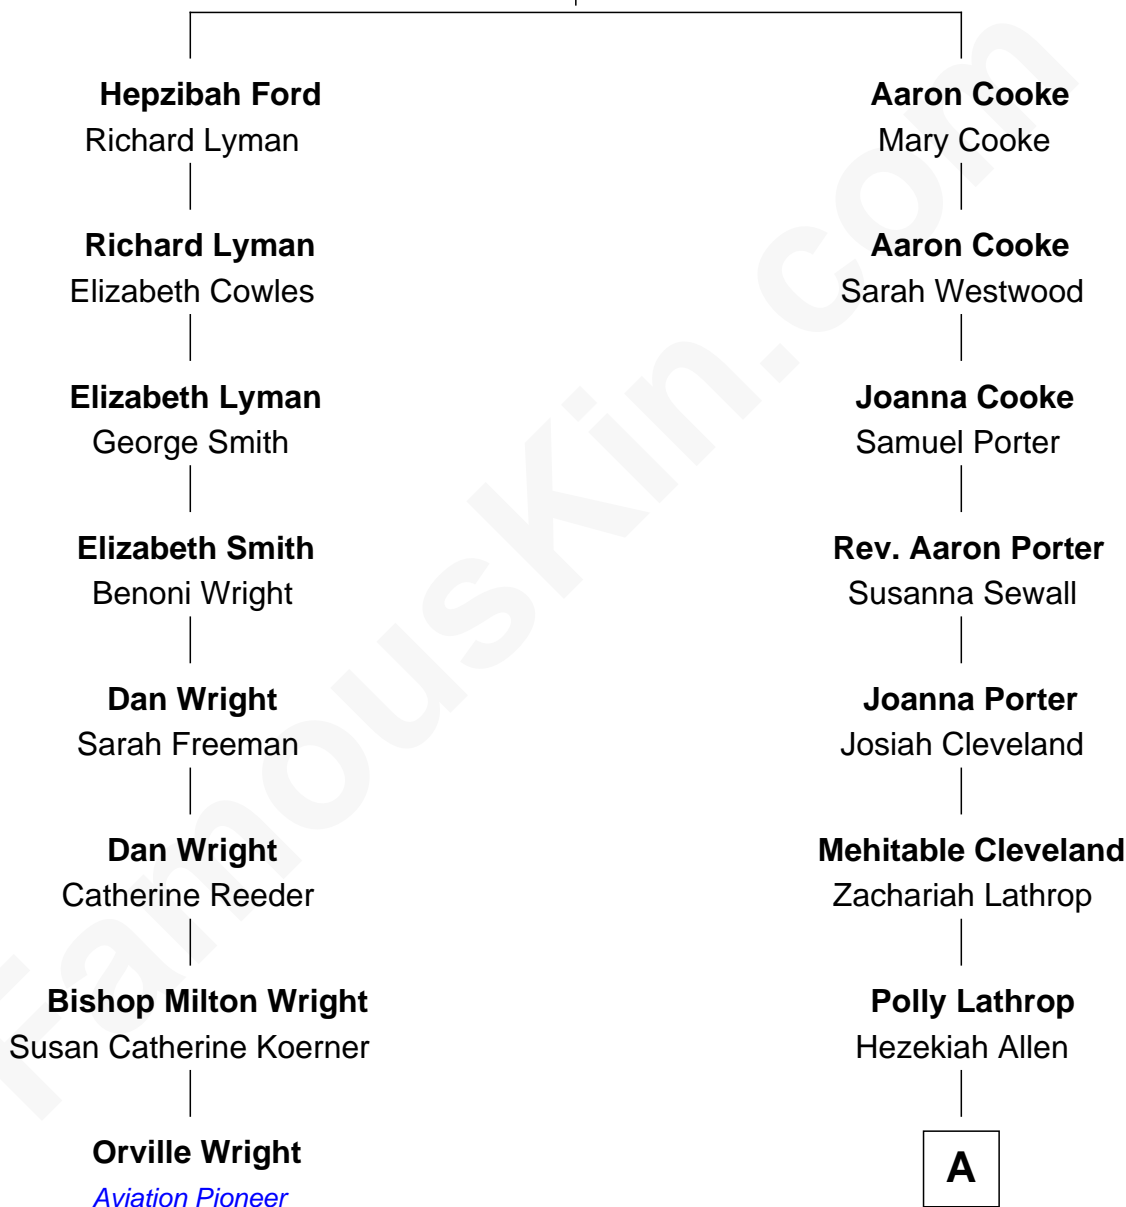 Hepzibah Ford
Richard Lyman
Richard Lyman
Elizabeth Cowles
Elizabeth Lyman
George Smith
Elizabeth Smith
Benoni Wright
Dan Wright
Sarah Freeman
Dan Wright
Catherine Reeder
Bishop Milton Wright
Susan Catherine Koerner
Orville Wright
Aviation Pioneer
Aaron Cooke
Mary Cooke
Aaron Cooke
Sarah Westwood
Joanna Cooke
Samuel Porter
Rev. Aaron Porter
Susanna Sewall
Joanna Porter
Josiah Cleveland
Mehitable Cleveland
Zachariah Lathrop
Polly Lathrop
Hezekiah Allen
A
FamousKin.com